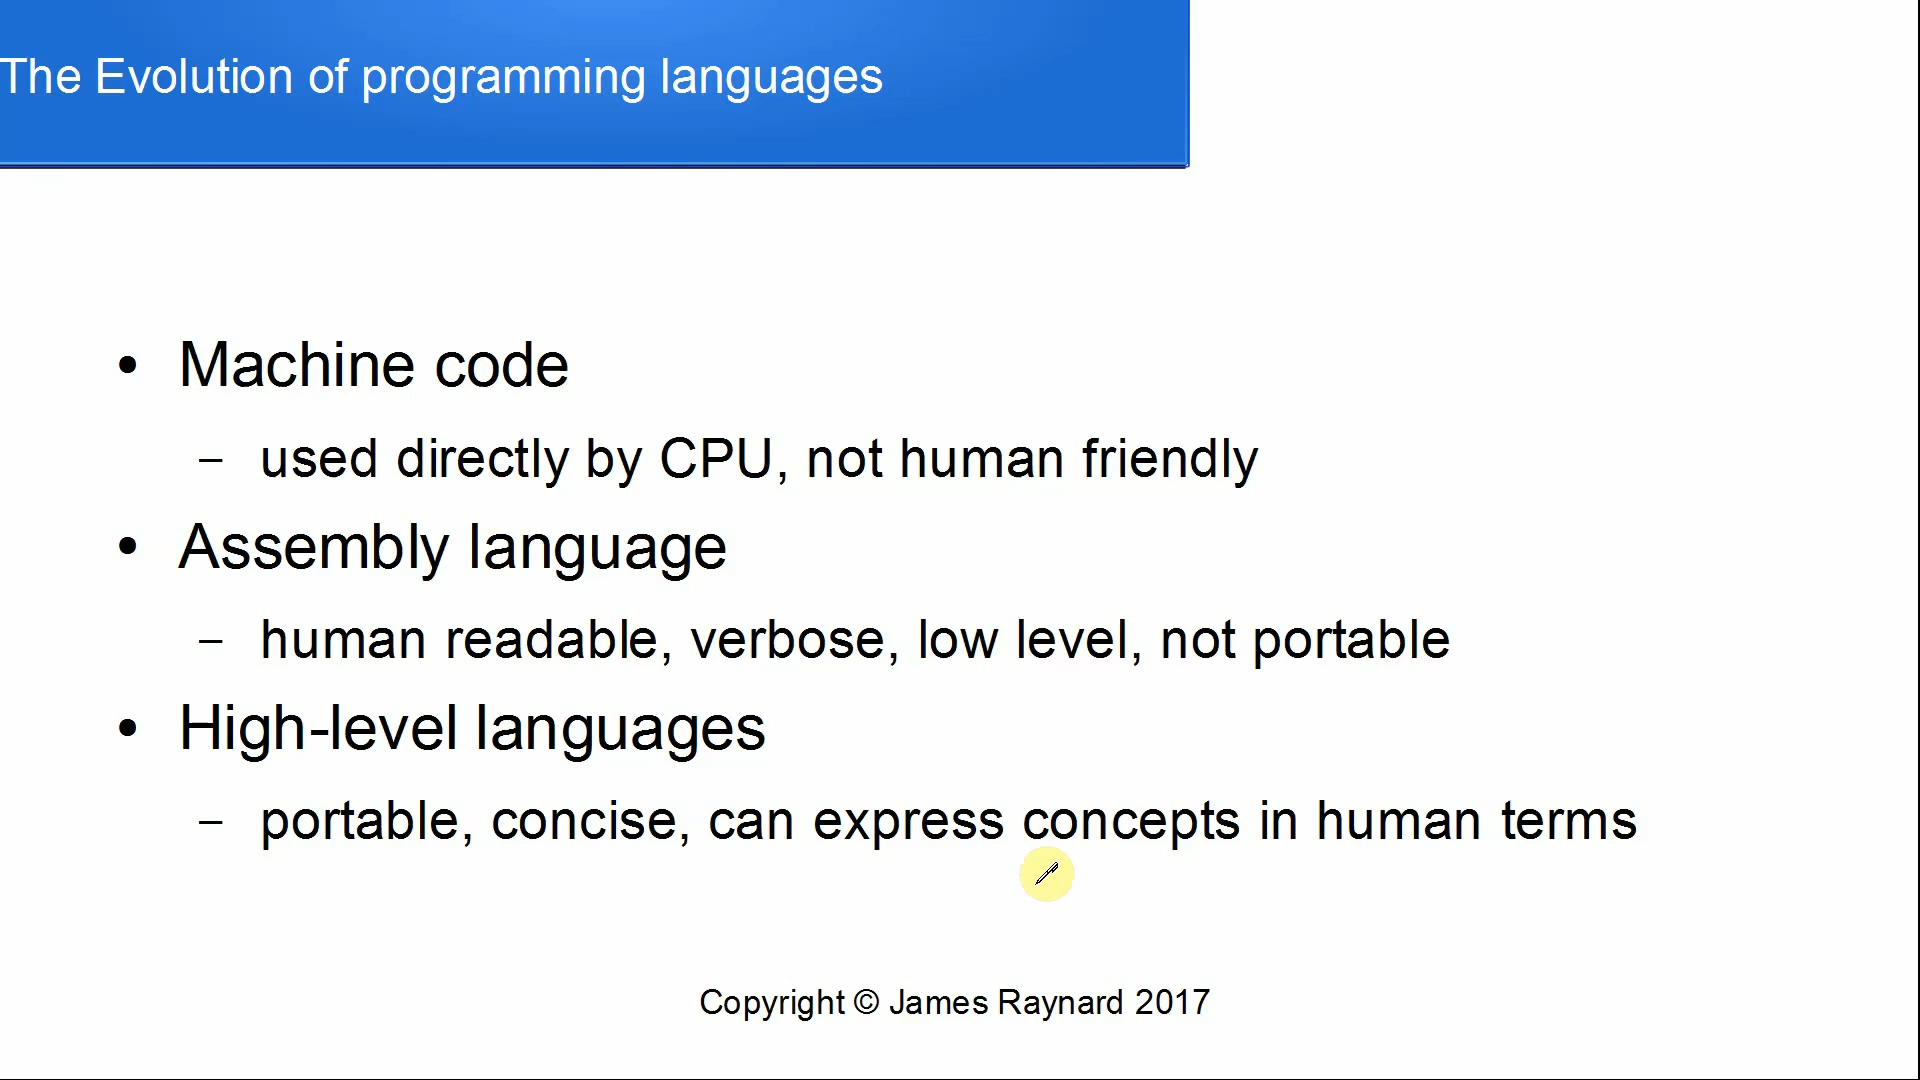 The Evolution of programming languages
• Machine code
– used directly by CPU, not human friendly
• Assembly language
– human readable, verbose, low level, not portable
• High-level languages
– portable, concise, can express concepts in human terms
Copyright © James Raynard 2017